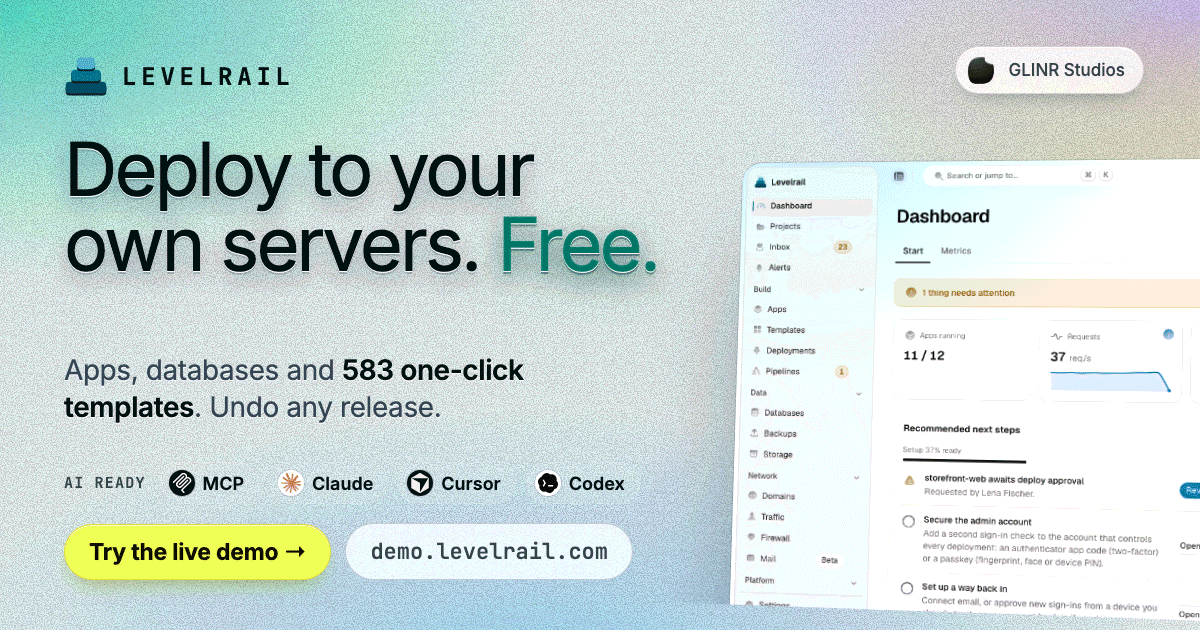 LEVELRAIL
GLINR Studios
Deploy to your
own servers. Free.
Apps, databases and 583 one-click
templates. Undo any release.
AI READY MCP Claude Cursor Codex
Try the live demo → demo.levelrail.com
Levelrail
Dashboard
Projects
Inbox 23
Alerts
Build
Apps
Templates
Deployments
Pipelines 1
Data
Databases
Backups
Storage
Network
Domains
Traffic
Firewall
Mail Beta
Platform
Settings
Search or jump to... ⌘ K
Dashboard
Start Metrics
1 thing needs attention
Apps running
11 / 12
Requests
37 req/s
Recommended next steps
Setup 37% ready
storefront-web awaits deploy approval
Requested by Lena Fischer.
Rev
Secure the admin account
Add a second sign-in check to the account that controls
every deployment: an authenticator app code (two-factor)
or a passkey (fingerprint, face or device PIN).
Open
Set up a way back in
Connect email, or approve new sign-ins from a device you
Open